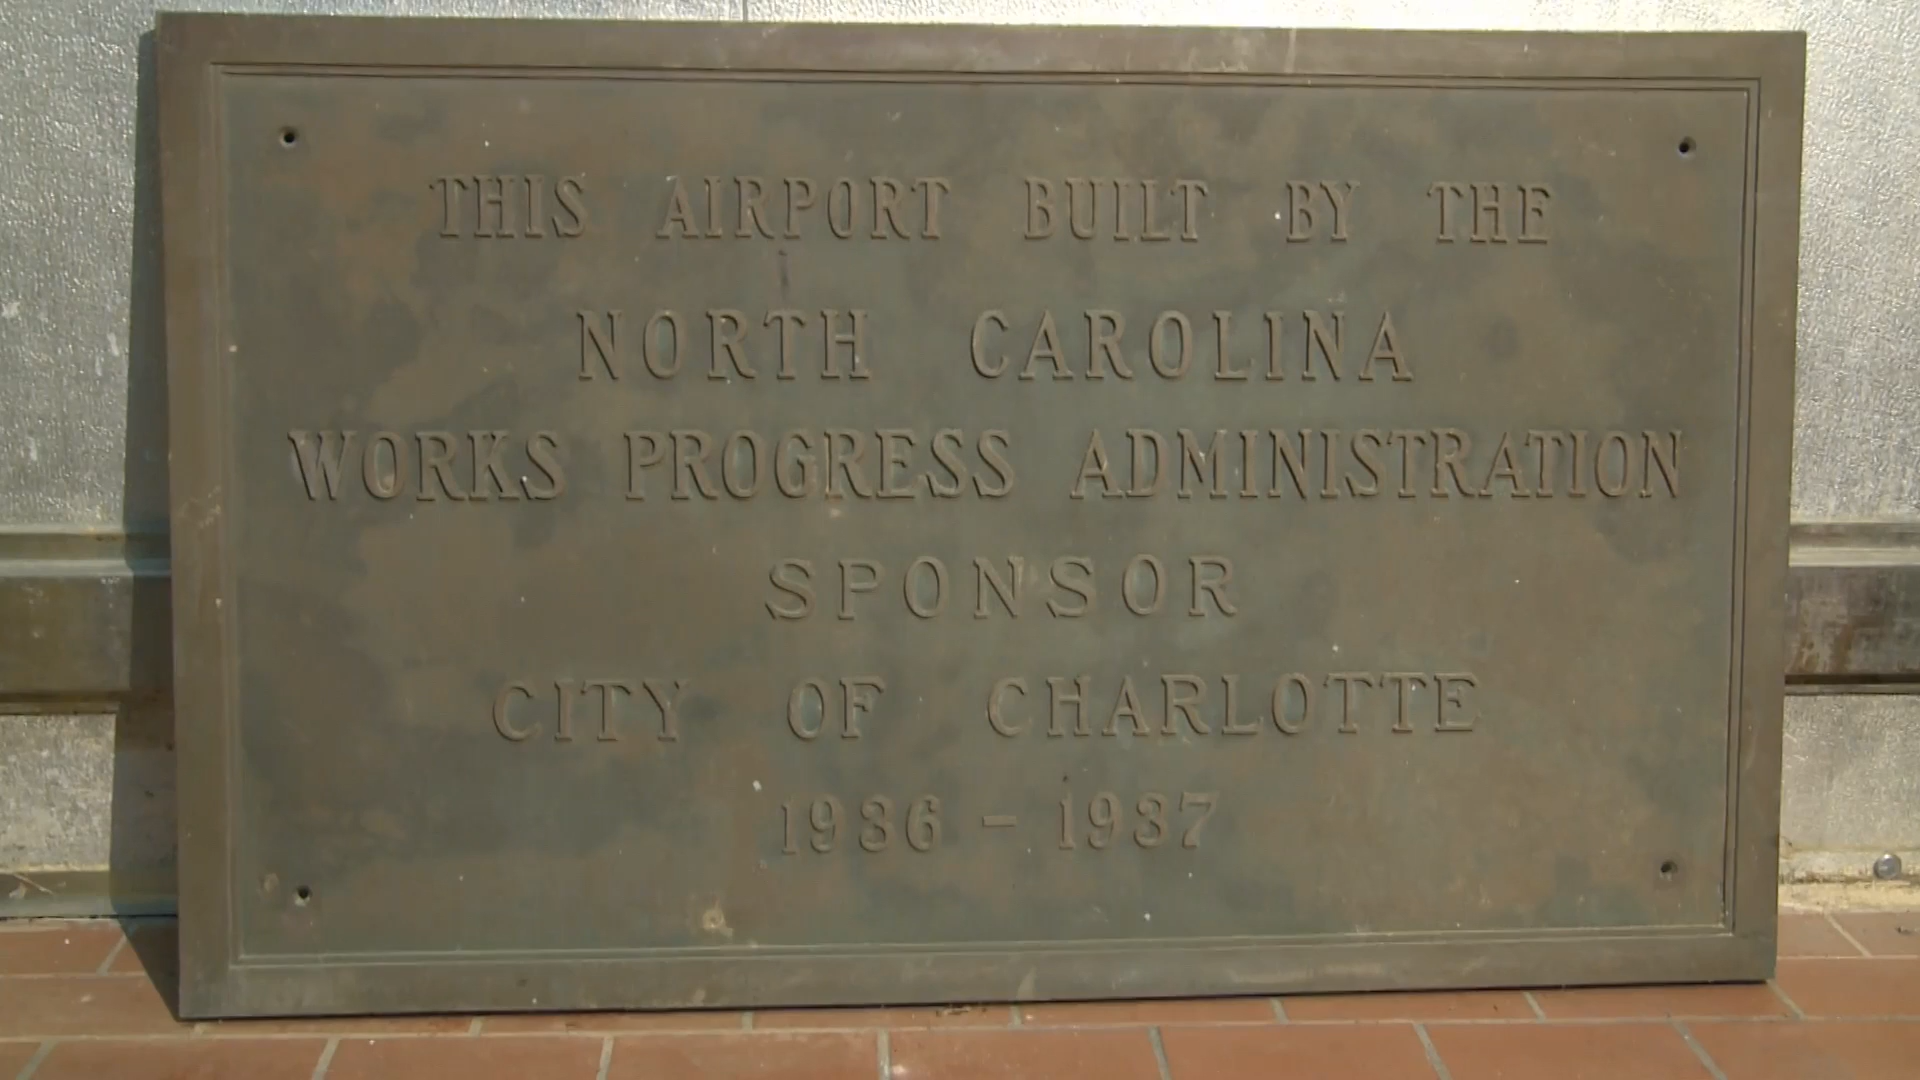 THIS AIRPORT BUILT BY THE
NORTH CAROLINA
WORKS PROGRESS ADMINISTRATION
SPONSOR
CITY OF CHARLOTTE
1936 - 1937